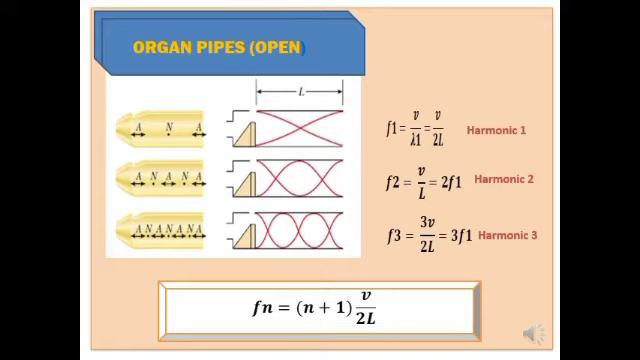 ORGAN PIPES (OPEN)
L
A N A
A N A N A
A N A N A N A
f1 = v/λ1 = v/2L Harmonic 1
f2 = v/L = 2f1 Harmonic 2
f3 = 3v/2L = 3f1 Harmonic 3
fn = (n + 1) v/2L